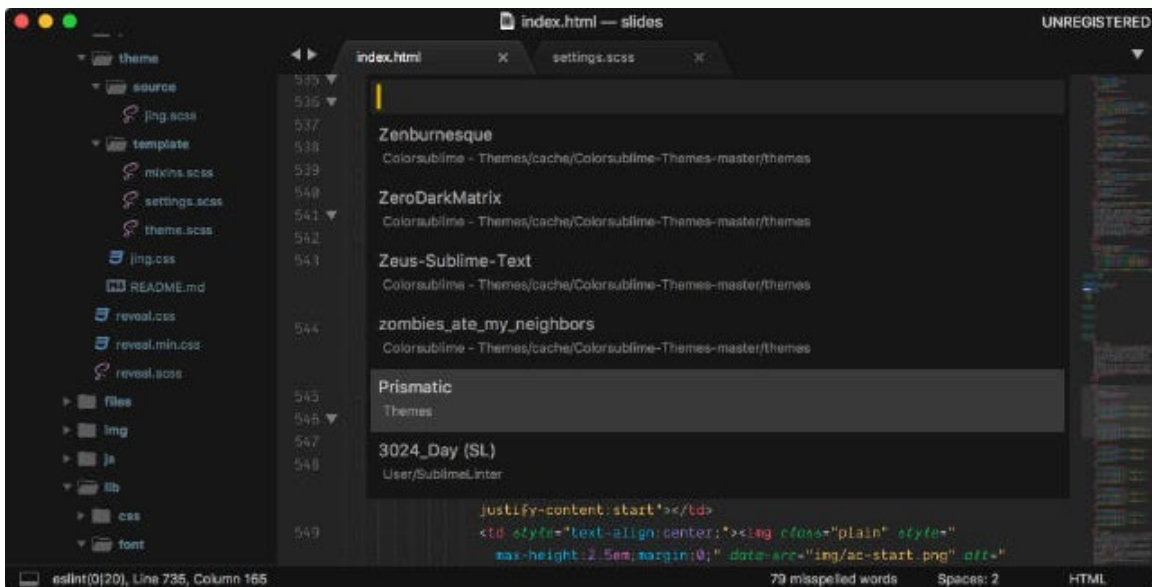 index.html — slides
UNREGISTERED
theme
source
jing.scss
template
mixins.scss
settings.scss
theme.scss
jing.css
README.md
reveal.css
reveal.min.css
reveal.scss
files
img
js
lib
css
font
index.html ×
settings.scss ×
535
536
537
538
539
540
541
542
543
544
545
546
547
548
549
Zenburnesque
Colorsublime - Themes/cache/Colorsublime-Themes-master/themes
ZeroDarkMatrix
Colorsublime - Themes/cache/Colorsublime-Themes-master/themes
Zeus-Sublime-Text
Colorsublime - Themes/cache/Colorsublime-Themes-master/themes
zombies_ate_my_neighbors
Colorsublime - Themes/cache/Colorsublime-Themes-master/themes
Prismatic
Themes
3024_Day (SL)
User/SublimeLinter
justify-content:start"></td>
<td style="text-align:center;"><img class="plain" style="
max-height:2.5em;margin:0;" data-src="img/ac-start.png" alt="
eslint(0|20), Line 735, Column 165
79 misspelled words
Spaces: 2
HTML